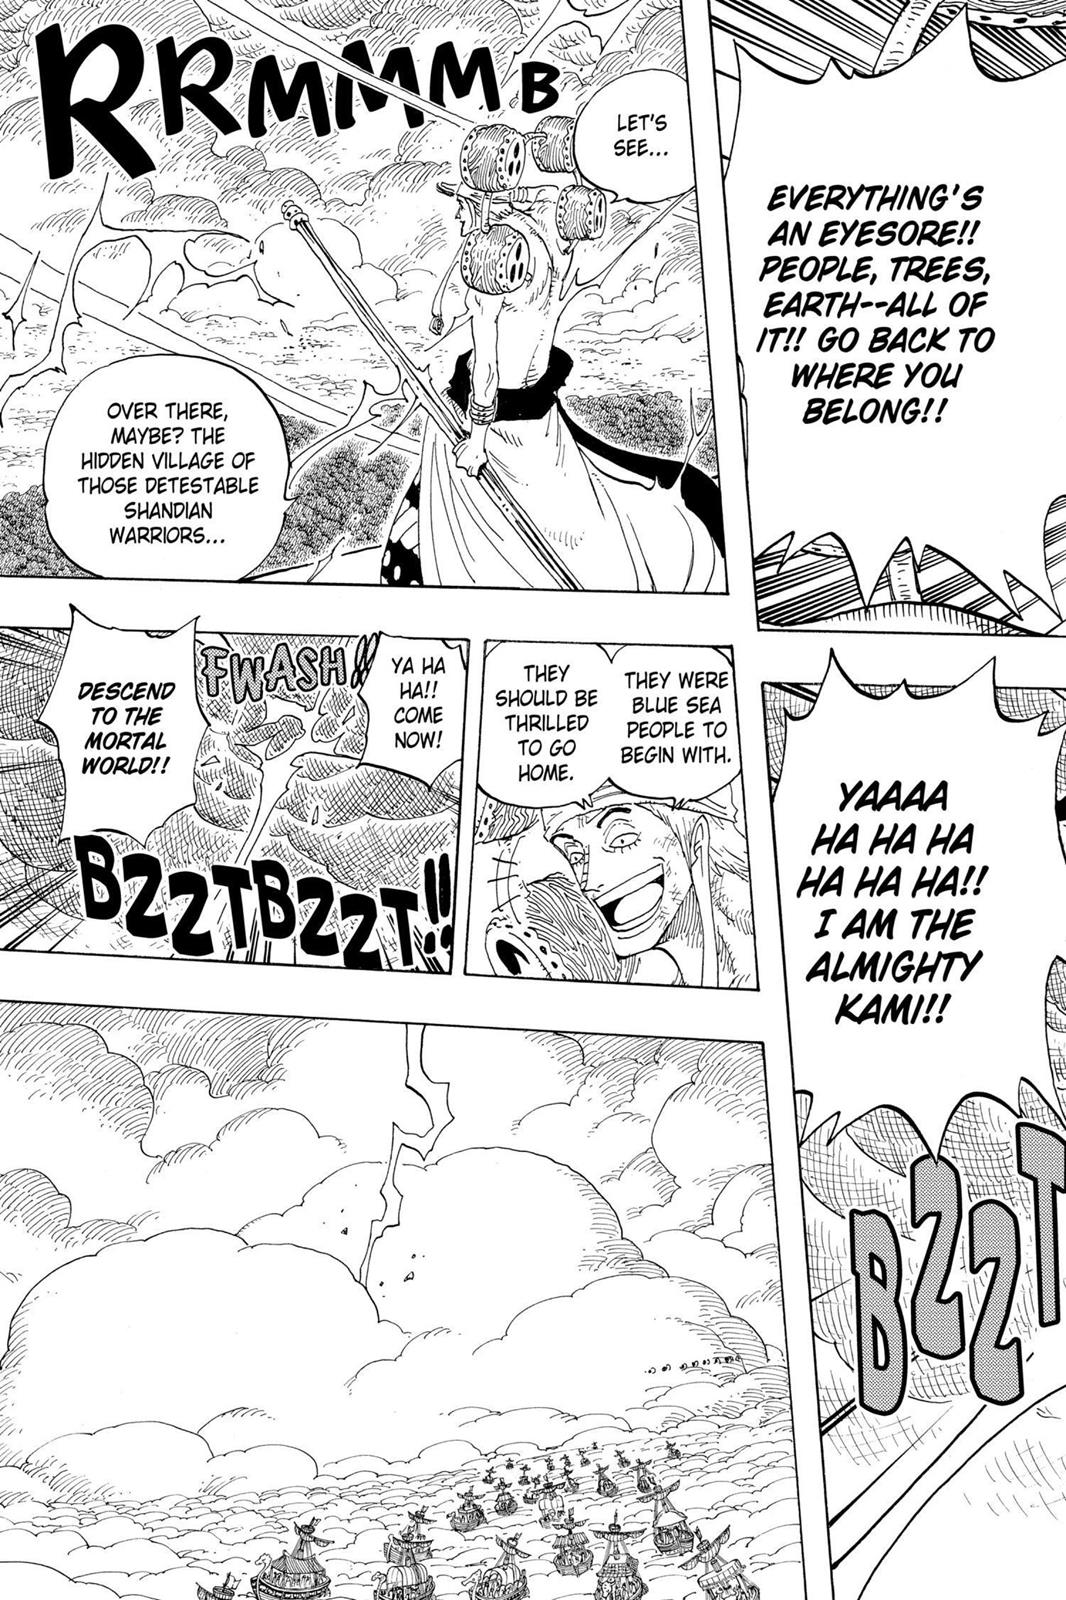 EVERYTHING'S
AN EYESORE!!
PEOPLE, TREES,
EARTH--ALL OF
IT!! GO BACK TO
WHERE YOU
BELONG!!
YAAAA
HA HA HA
HA HA HA!!
I AM THE
ALMIGHTY
KAMI!!
BZZT
RRMMMB
LET'S
SEE...
OVER THERE,
MAYBE? THE
HIDDEN VILLAGE OF
THOSE DETESTABLE
SHANDIAN
WARRIORS...
THEY WERE
BLUE SEA
PEOPLE TO
BEGIN WITH.
THEY
SHOULD BE
THRILLED
TO GO
HOME.
YA HA
HA!!
COME
NOW!
FWASH!!
DESCEND
TO THE
MORTAL
WORLD!!
BZZTBZZT!!